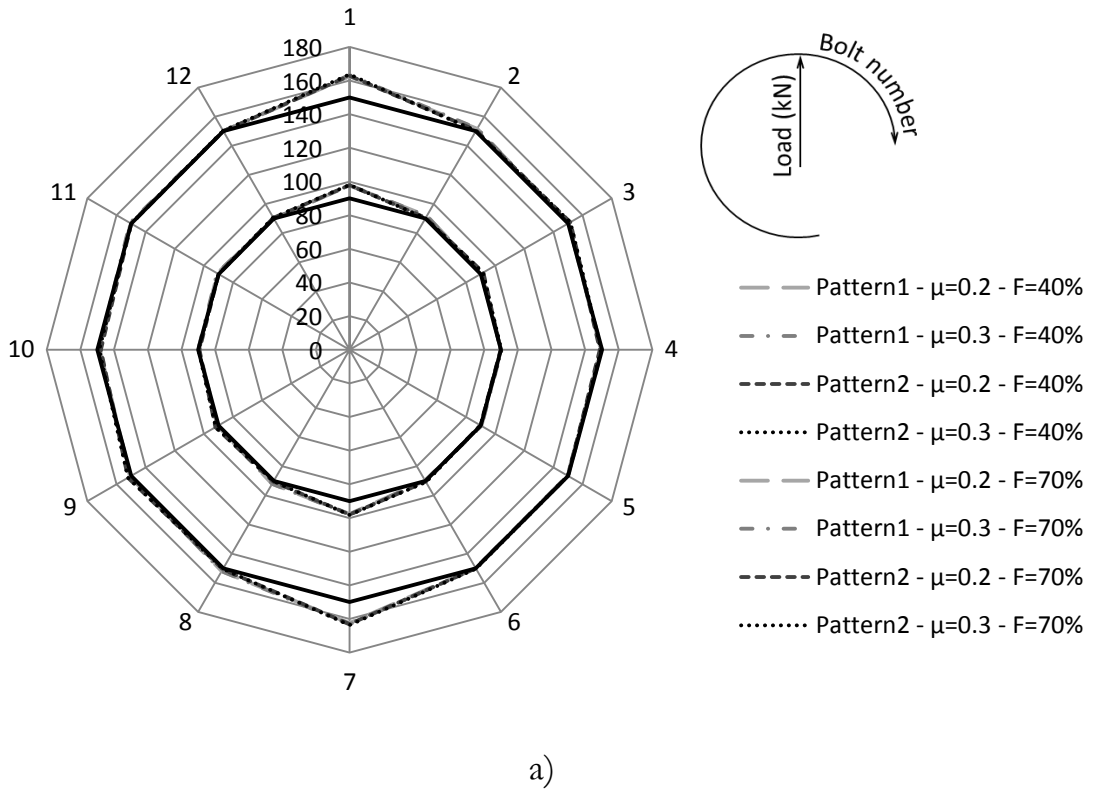 1
2
3
4
5
6
7
8
9
10
11
12
180
160
140
120
100
80
60
40
20
0
Bolt number
Load (kN)
Pattern1 - μ=0.2 - F=40%
Pattern1 - μ=0.3 - F=40%
Pattern2 - μ=0.2 - F=40%
Pattern2 - μ=0.3 - F=40%
Pattern1 - μ=0.2 - F=70%
Pattern1 - μ=0.3 - F=70%
Pattern2 - μ=0.2 - F=70%
Pattern2 - μ=0.3 - F=70%
a)